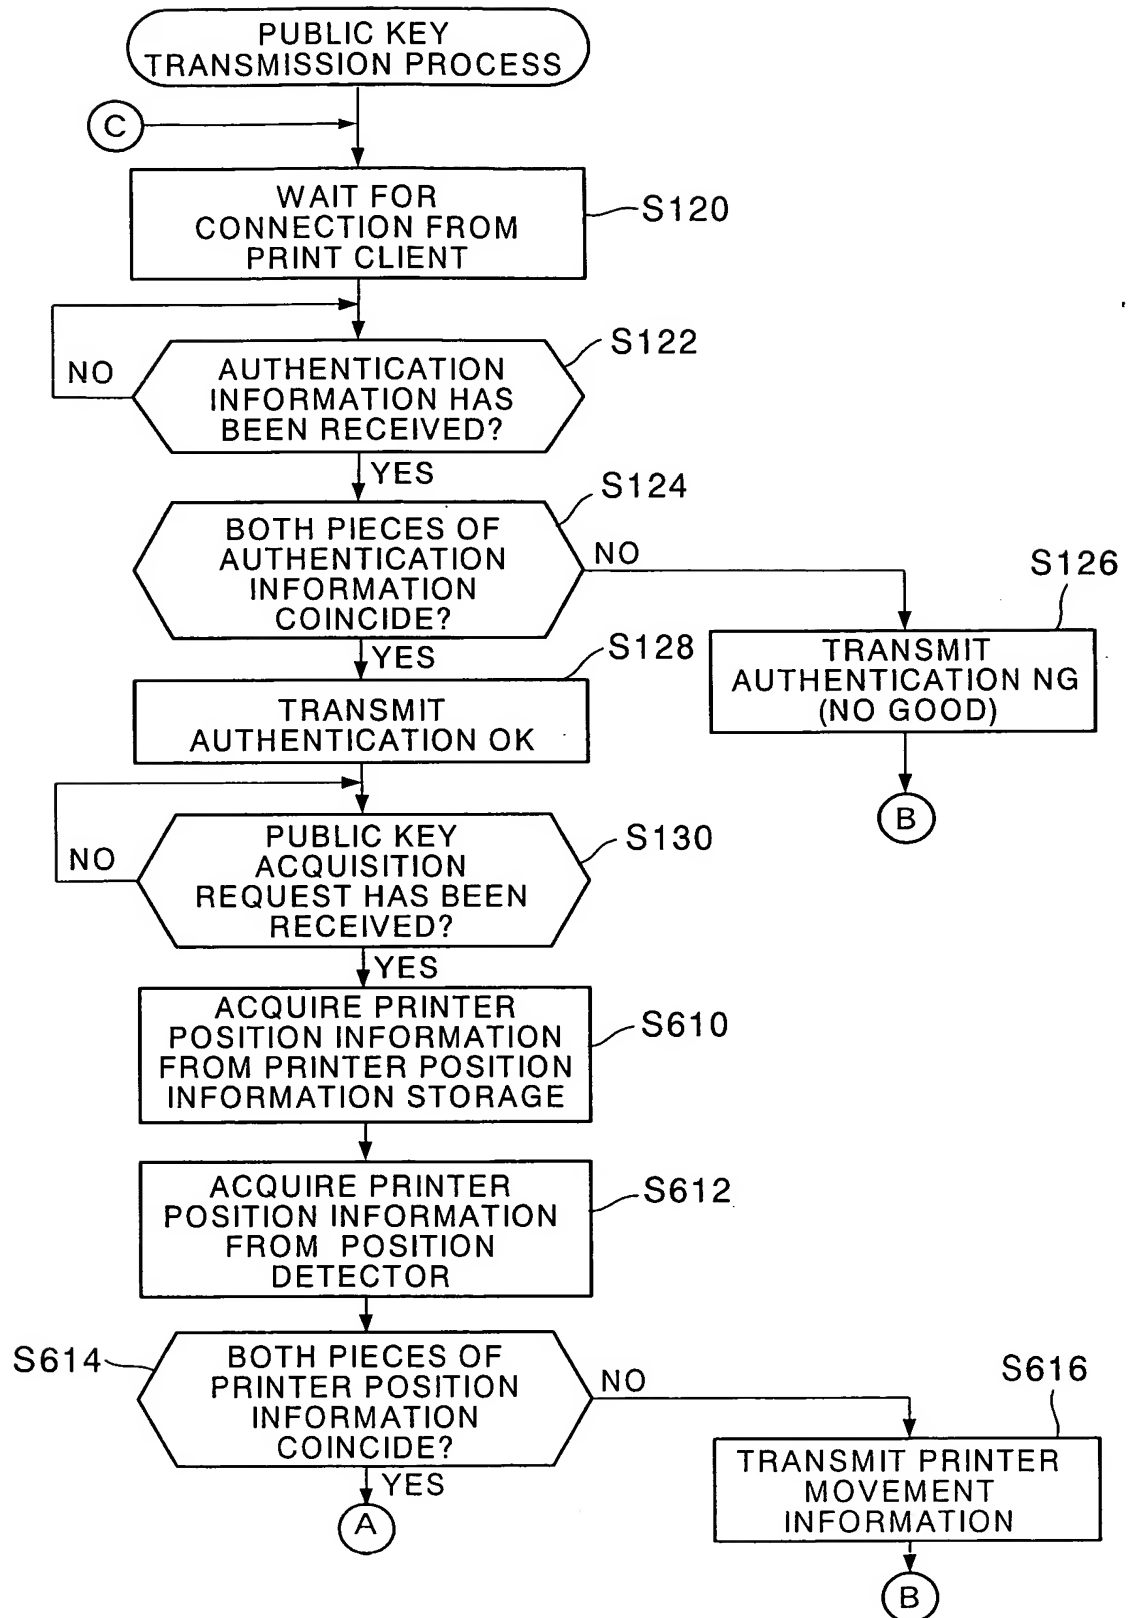 PUBLIC KEY
TRANSMISSION PROCESS
C
WAIT FOR
CONNECTION FROM
PRINT CLIENT
S120
S122
NO
AUTHENTICATION
INFORMATION HAS
BEEN RECEIVED?
YES
S124
BOTH PIECES OF
AUTHENTICATION
INFORMATION
COINCIDE?
NO
S126
YES
S128
TRANSMIT
AUTHENTICATION NG
(NO GOOD)
TRANSMIT
AUTHENTICATION OK
B
PUBLIC KEY
ACQUISITION
REQUEST HAS BEEN
RECEIVED?
S130
NO
YES
ACQUIRE PRINTER
POSITION INFORMATION
FROM PRINTER POSITION
INFORMATION STORAGE
S610
ACQUIRE PRINTER
POSITION INFORMATION
FROM POSITION
DETECTOR
S612
S614
BOTH PIECES OF
PRINTER POSITION
INFORMATION
COINCIDE?
NO
S616
YES
TRANSMIT PRINTER
MOVEMENT
INFORMATION
A
B